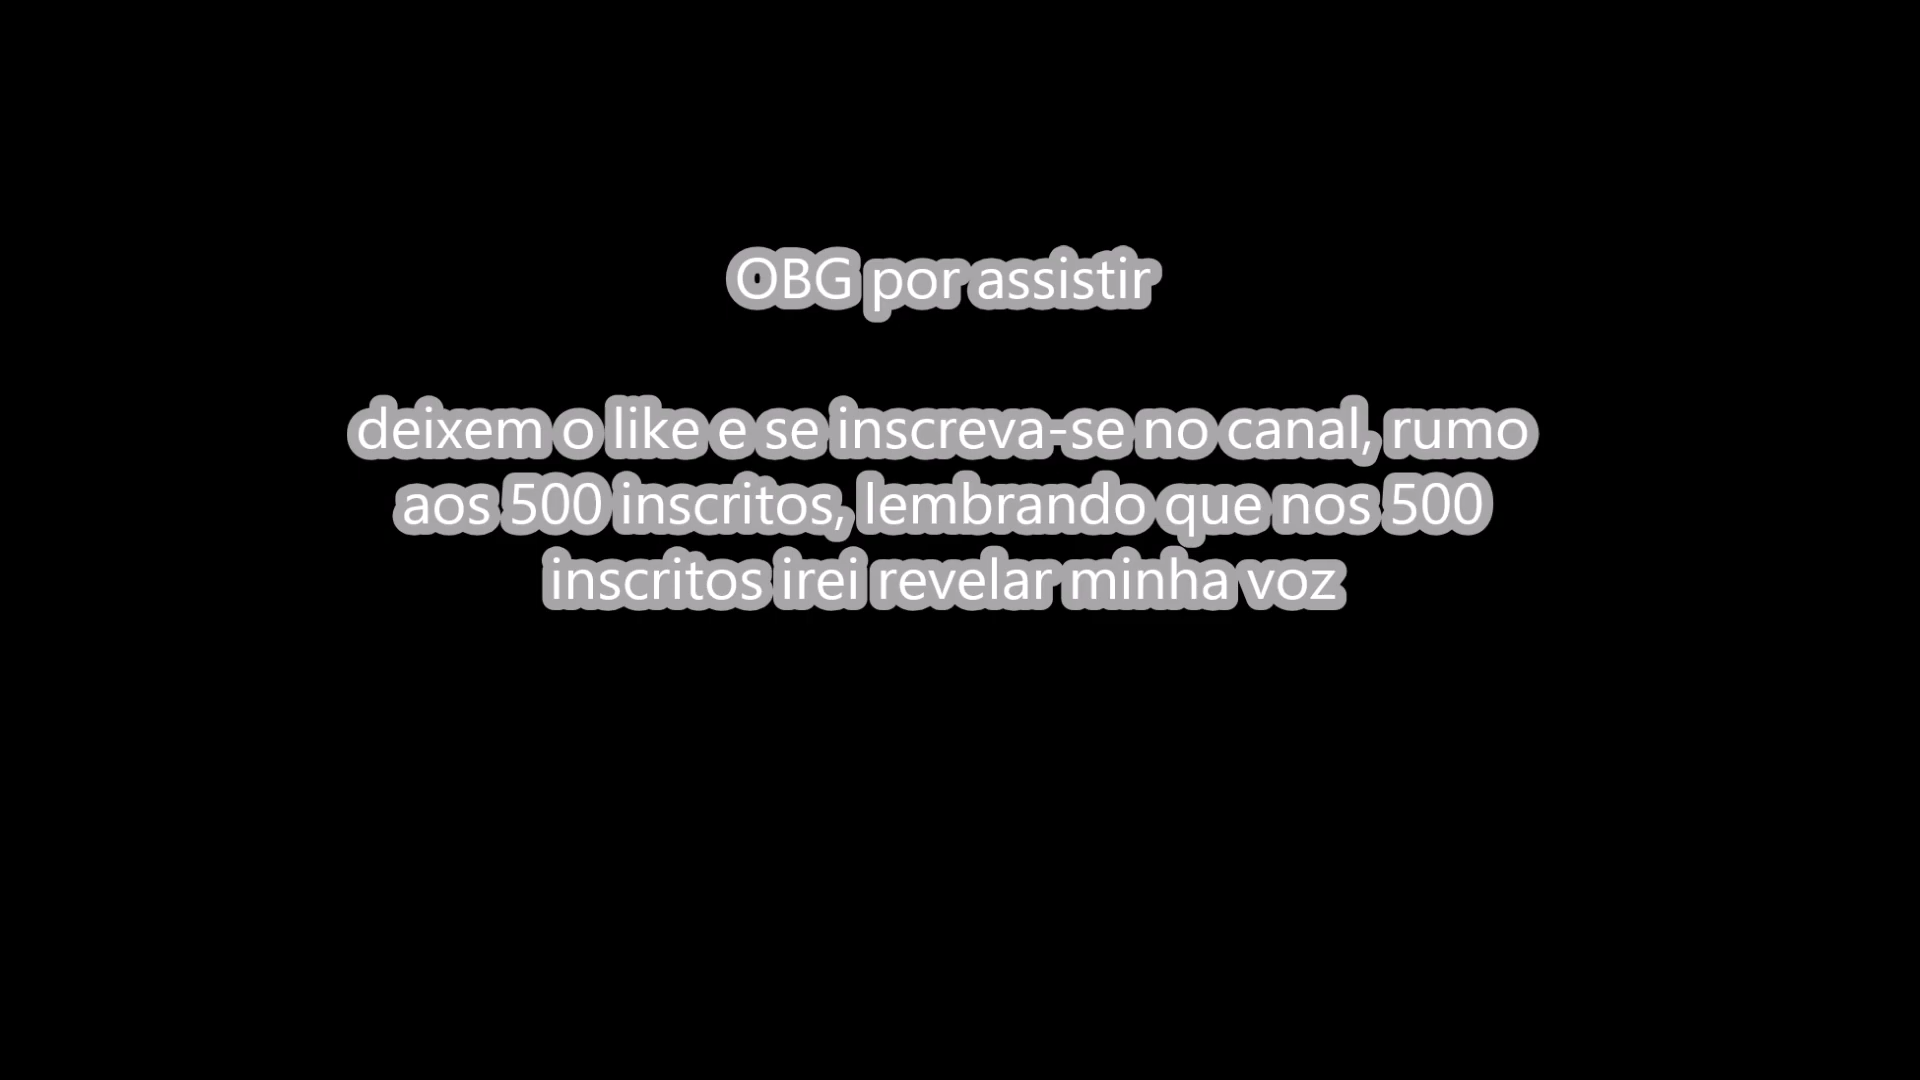 OBG por assistir
deixem o like e se inscreva-se no canal, rumo
aos 500 inscritos, lembrando que nos 500
inscritos irei revelar minha voz